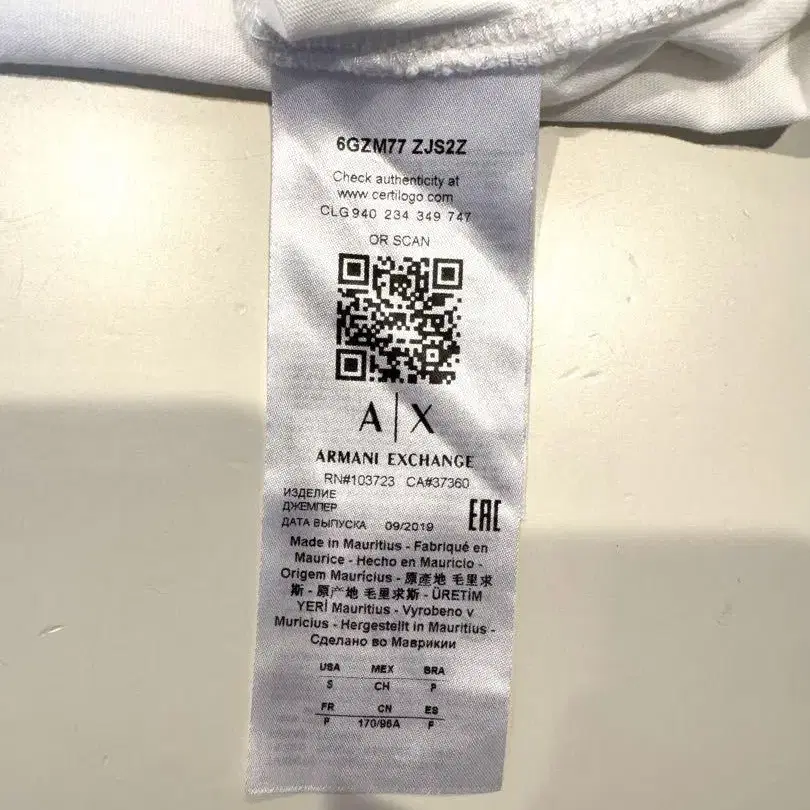 6GZM77 ZJS2Z
Check authenticity at
www.certilogo.com
CLG 940 234 349 747
OR SCAN
A|X
ARMANI EXCHANGE
RN#103723 CA#37360
ИЗДЕЛИЕ
ДЖЕМПЕР
ДАТА ВЫПУСКА 09/2019
EAC
Made in Mauritius - Fabriqué en
Maurice - Hecho en Mauricio -
Origem Maurícius - 原產地 毛里求
斯 - 原产地 毛里求斯 - ÜRETİM
YERİ Mauritius - Vyrobeno v
Muricius - Hergestellt in Mauritius -
Сделано во Маврикии
USA MEX BRA
S CH P
FR CN ES
P 170/96A P